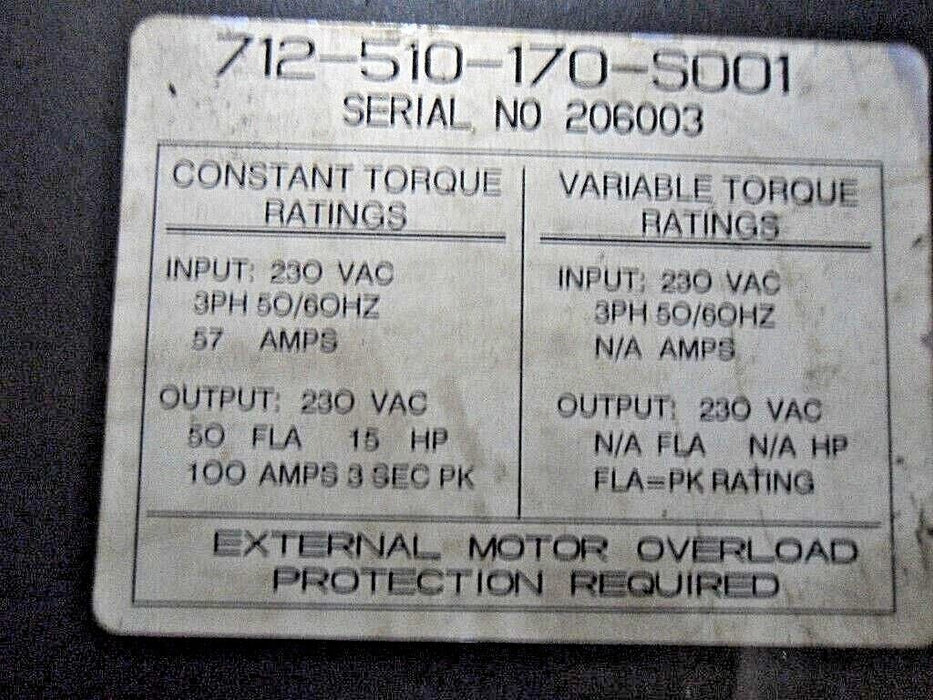 712-510-170-S001
SERIAL NO 206003
CONSTANT TORQUE
RATINGS
INPUT: 230 VAC
3PH 50/60HZ
57 AMPS
OUTPUT: 230 VAC
50 FLA 15 HP
100 AMPS 3 SEC PK
VARIABLE TORQUE
RATINGS
INPUT: 230 VAC
3PH 50/60HZ
N/A AMPS
OUTPUT: 230 VAC
N/A FLA N/A HP
FLA=PK RATING
EXTERNAL MOTOR OVERLOAD
PROTECTION REQUIRED